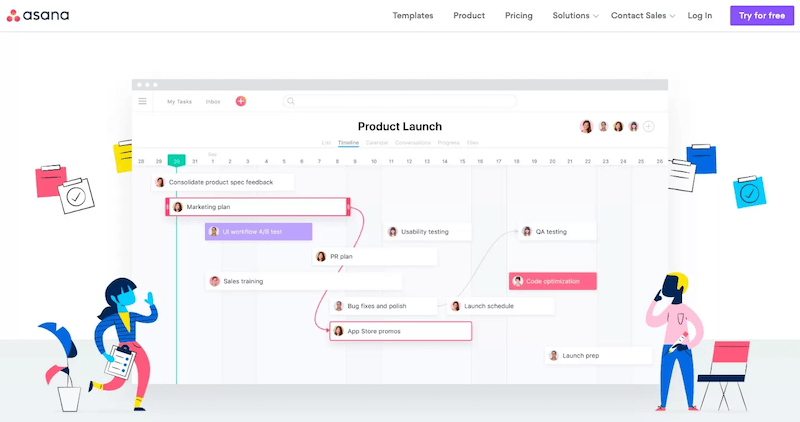 asana
Templates Product Pricing Solutions Contact Sales Log In Try for free
My Tasks Inbox
Product Launch
List Timeline Calendar Conversations Progress Files
Sep
28 29 30 31 1 2 3 4 5 6 7 8 9 10 11 12 13 14 15 16 17 18 19 20 22 23 24 25 26
Consolidate product spec feedback
Marketing plan
UI workflow A/B test
Usability testing
QA testing
PR plan
Sales training
Code optimization
Bug fixes and polish
Launch schedule
App Store promos
Launch prep